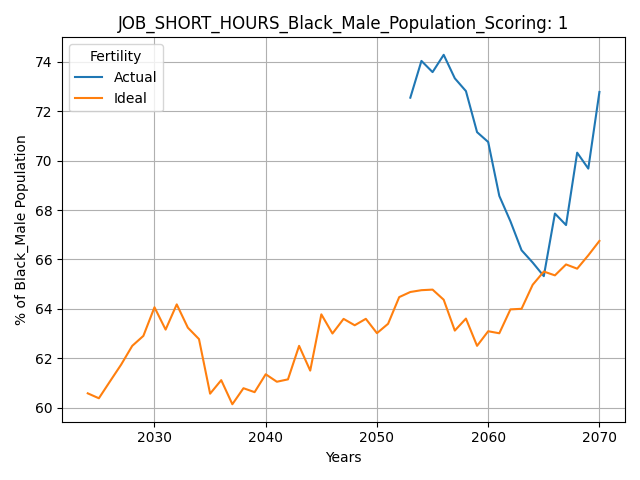 JOB_SHORT_HOURS_Black_Male_Population_Scoring: 1
Fertility
Actual
Ideal
% of Black_Male Population
74
72
70
68
66
64
62
60
2030 2040 2050 2060 2070
Years